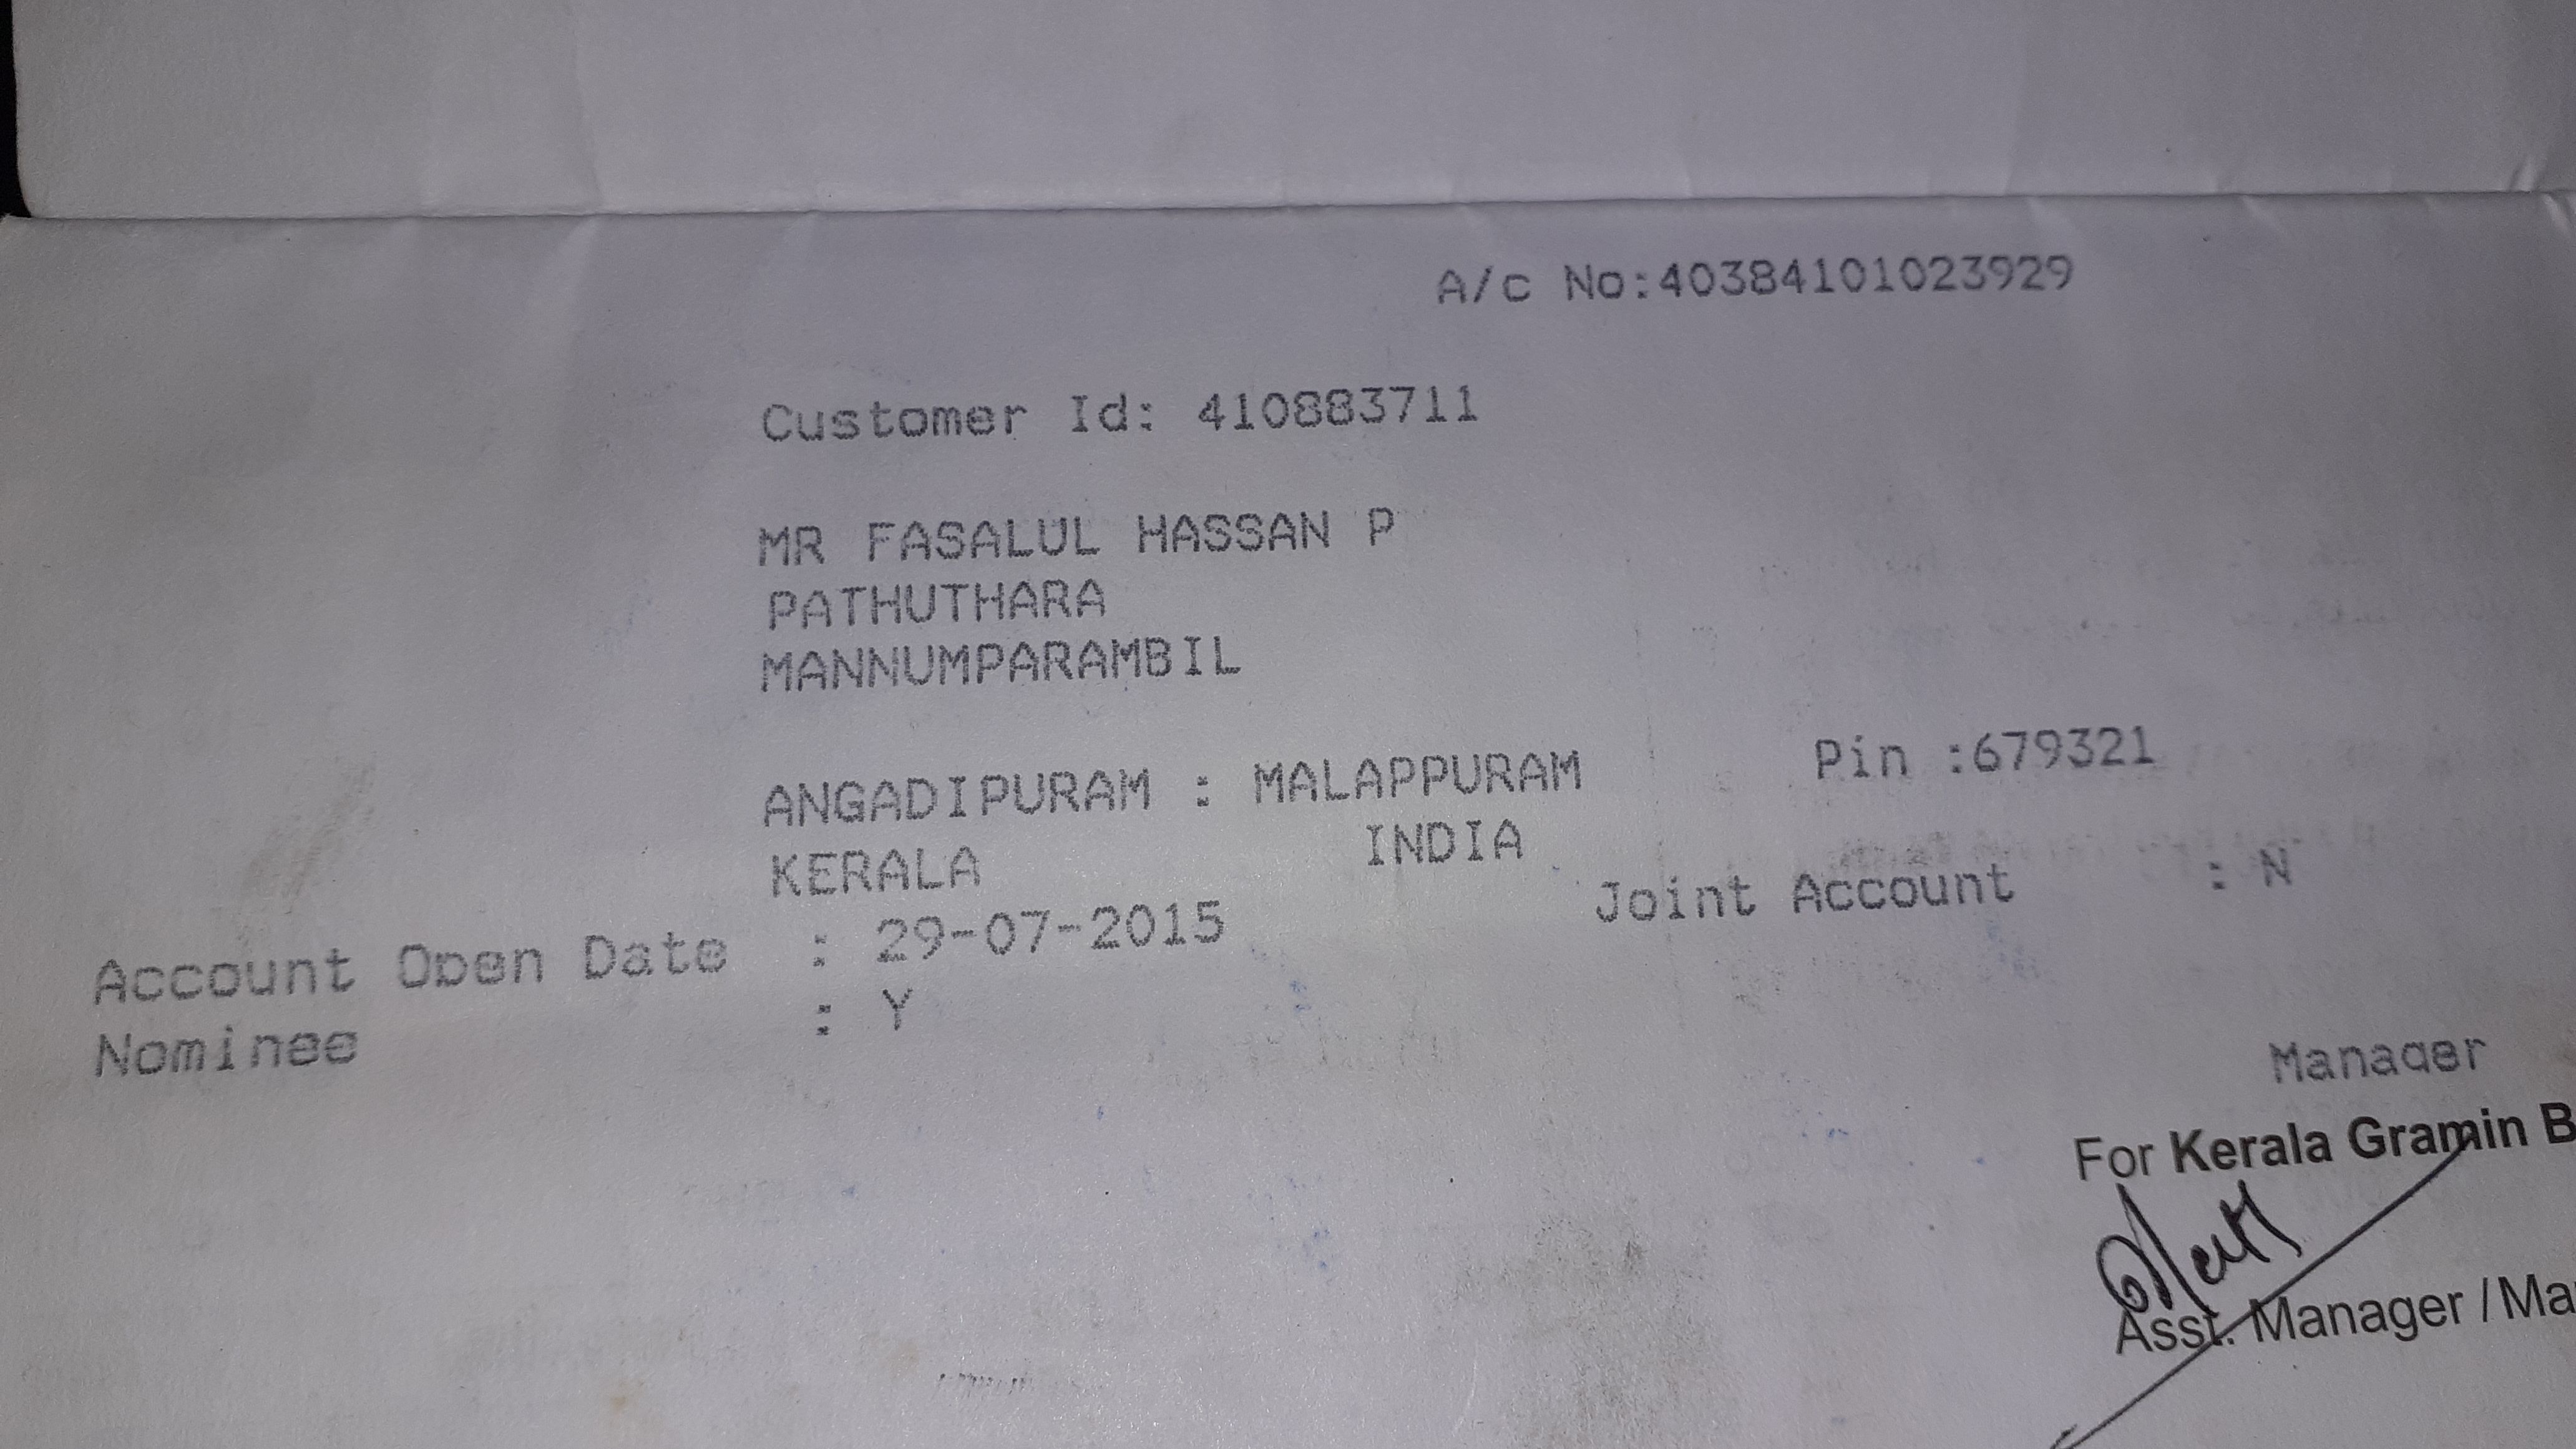 A/c No:40384101023929
Customer Id: 410883711
MR FASALUL HASSAN P
PATHUTHARA
MANNUMPARAMBIL
ANGADIPURAM : MALAPPURAM Pin :679321
KERALA INDIA
Account Open Date : 29-07-2015 Joint Account : N
Nominee : Y
Manager
For Kerala Gramin B
Asst. Manager / Ma